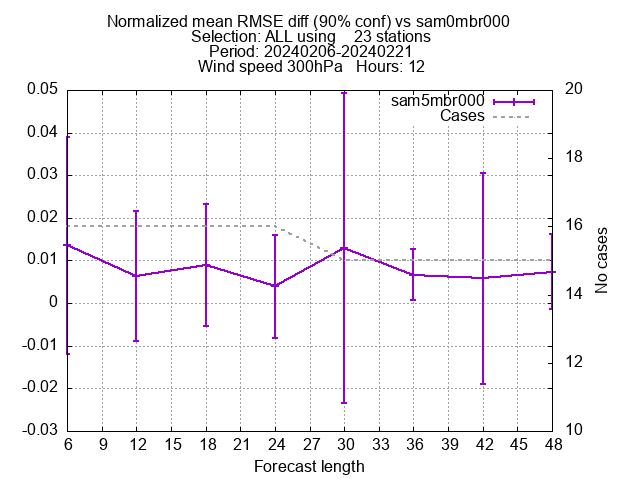 Normalized mean RMSE diff (90% conf) vs sam0mbr000
Selection: ALL using    23 stations
Period: 20240206-20240221
Wind speed 300hPa   Hours: 12
sam5mbr000
Cases
0.05
0.04
0.03
0.02
0.01
0
-0.01
-0.02
-0.03
20
18
16
14
12
10
No cases
6 9 12 15 18 21 24 27 30 33 36 39 42 45 48
Forecast length